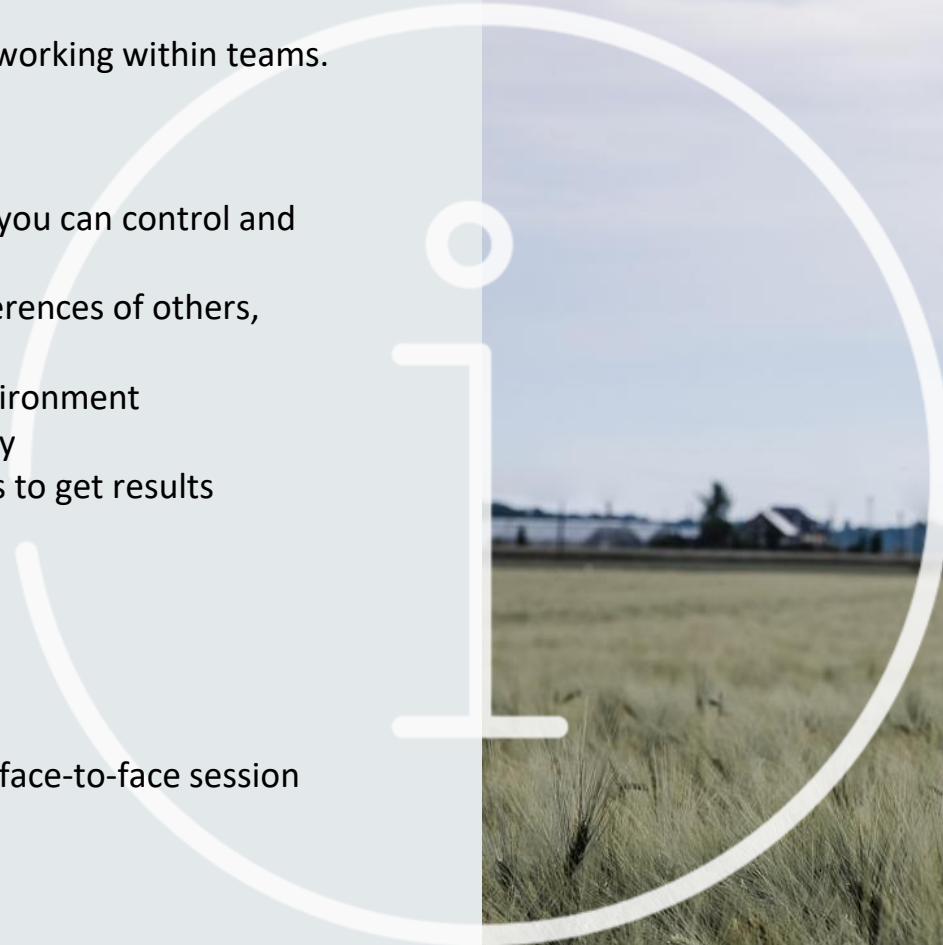 working within teams.
you can control and
erences of others,
ironment
y
s to get results
face-to-face session